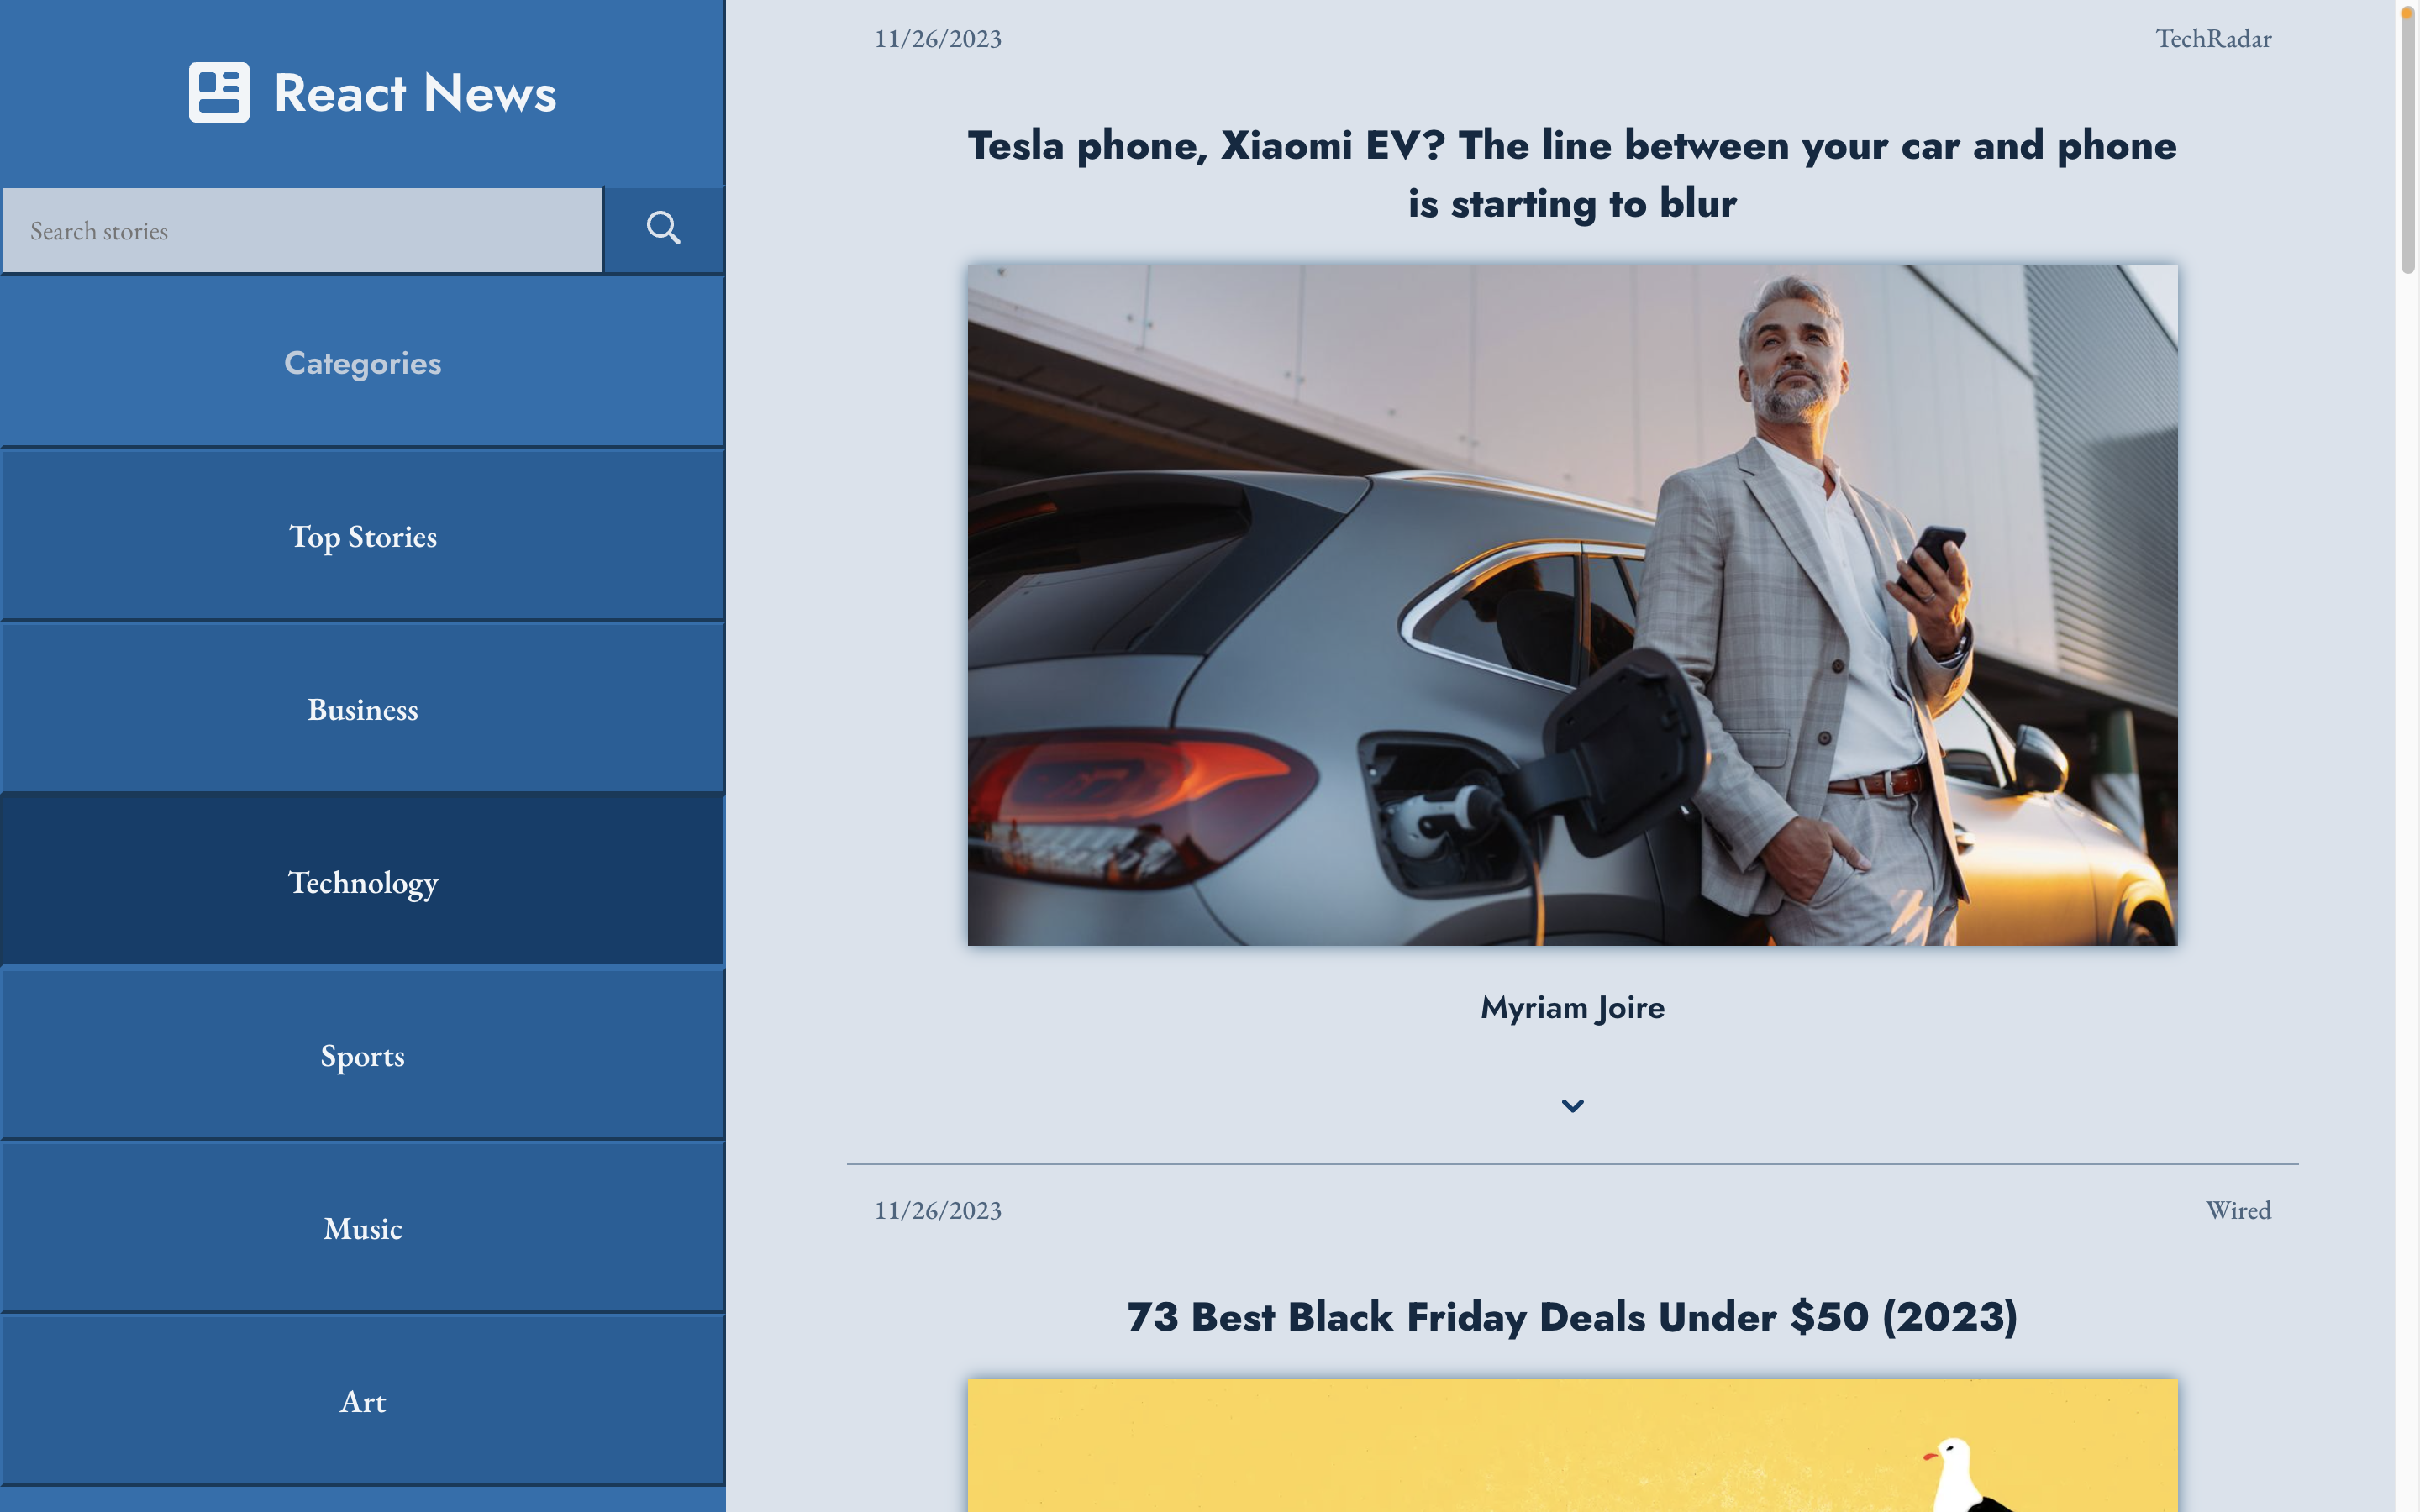 React News
Search stories
Categories
Top Stories
Business
Technology
Sports
Music
Art
11/26/2023
TechRadar
Tesla phone, Xiaomi EV? The line between your car and phone
is starting to blur
Myriam Joire
11/26/2023
Wired
73 Best Black Friday Deals Under $50 (2023)